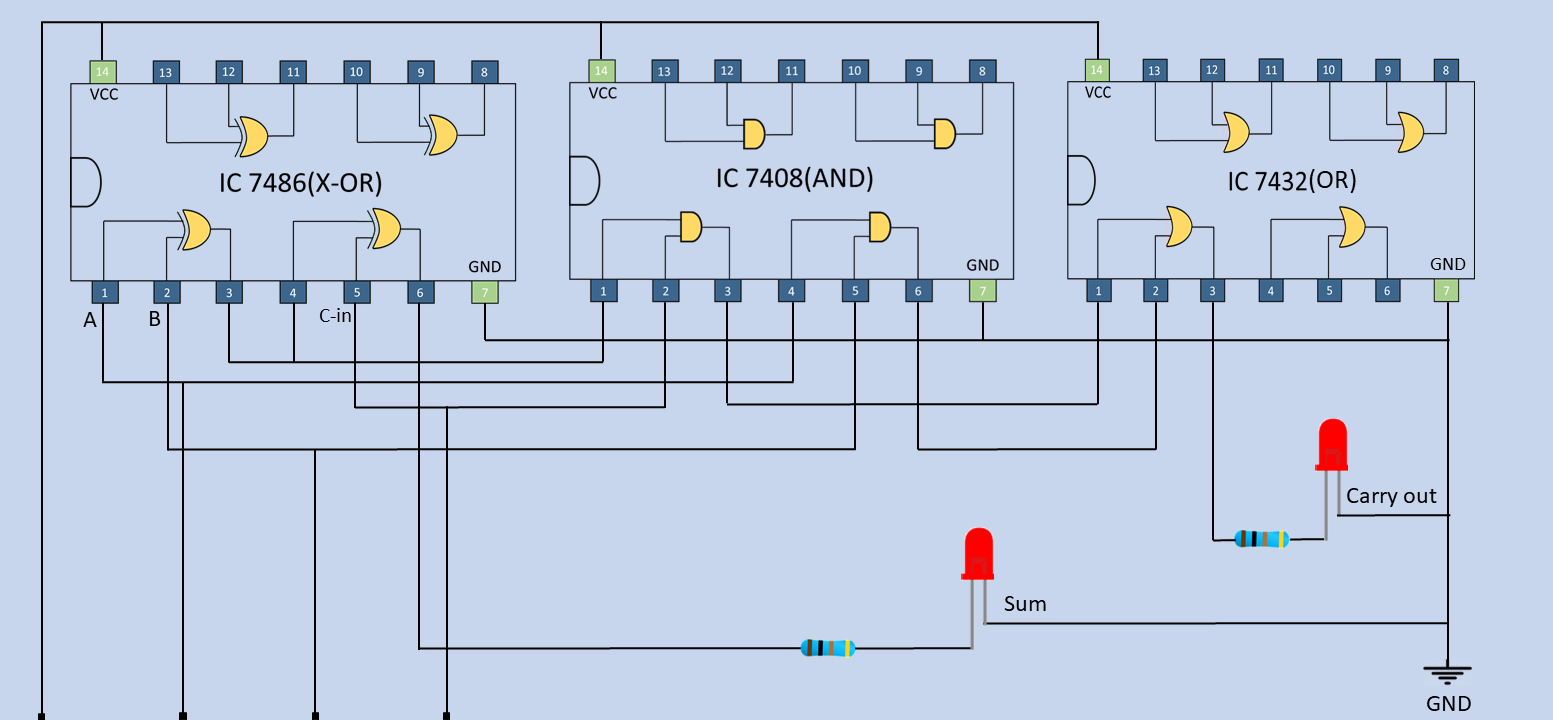 14 13 12 11 10 9 8 14 13 12 11 10 9 8 14 13 12 11 10 9 8
VCC VCC VCC
IC 7486(X-OR) IC 7408(AND) IC 7432(OR)
GND GND GND
1 2 3 4 5 6 7 1 2 3 4 5 6 7 1 2 3 4 5 6 7
A B C-in
Carry out
Sum
GND